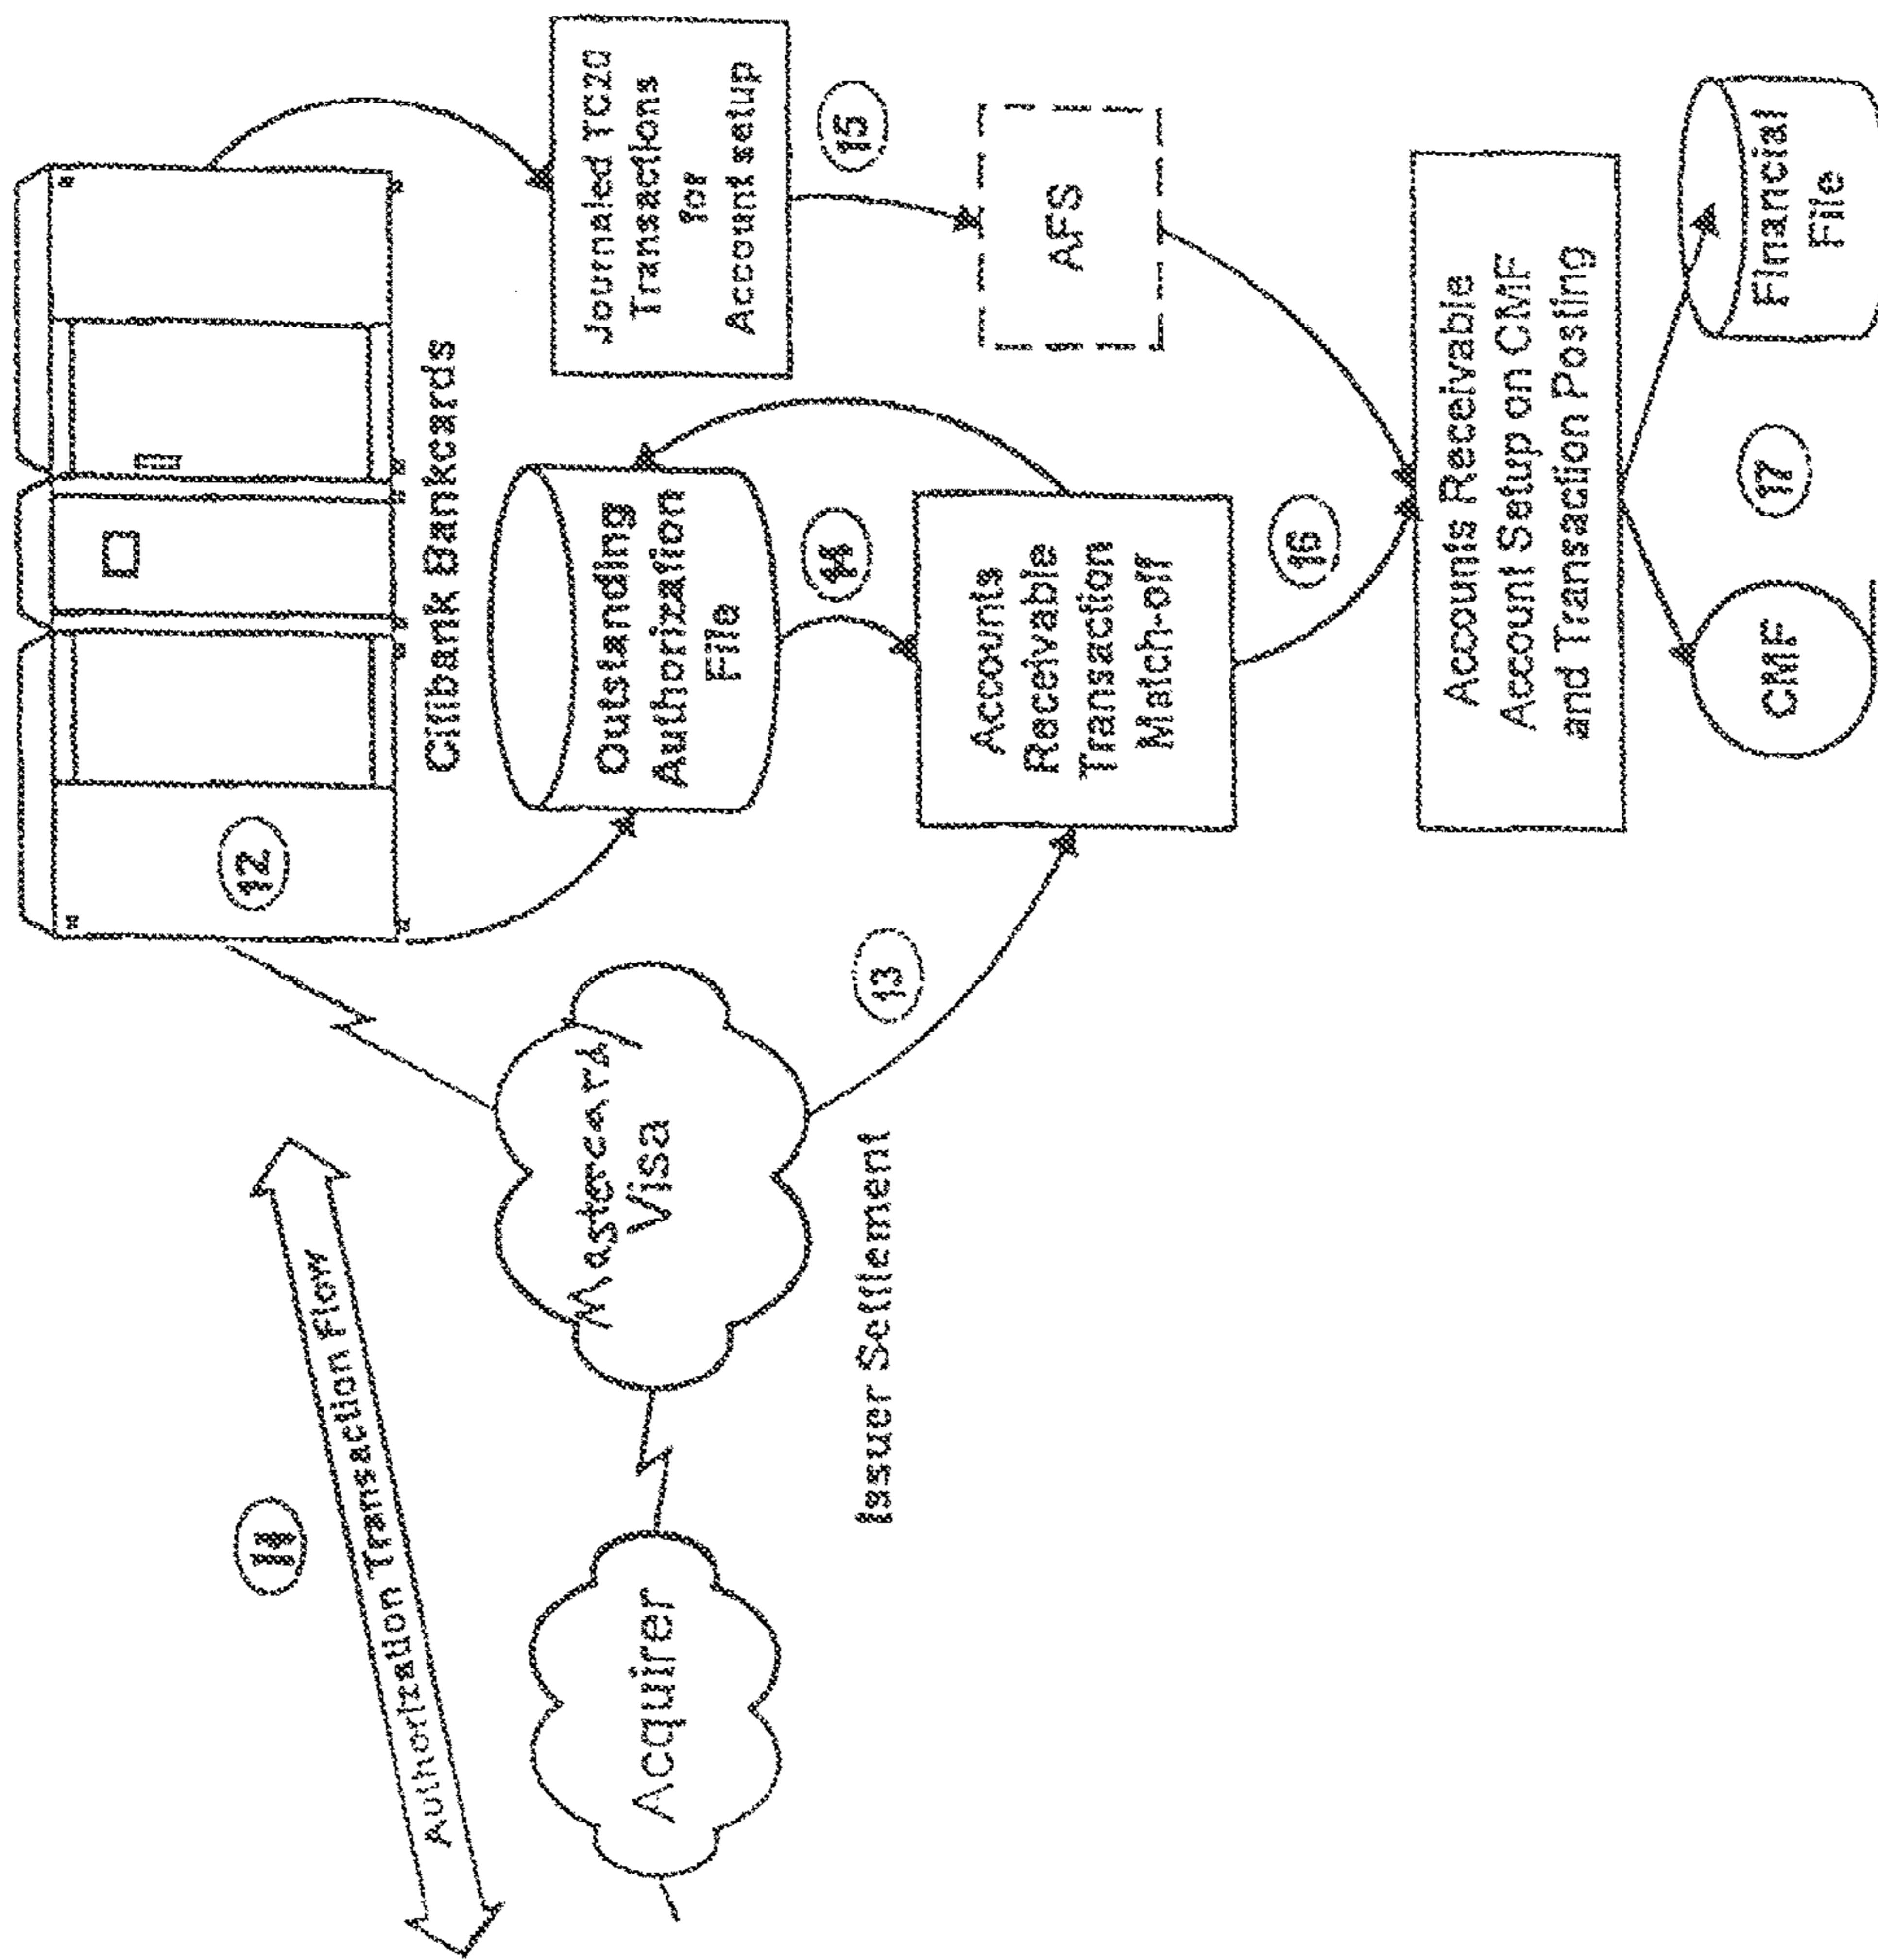 11
Authorization Transaction Flow
12
Citibank Bankcards
Acquirer
Mastercard/
Visa
Issuer Settlement
13
Outstanding
Authorization
File
14
Accounts
Receivable
Transaction
Match-off
Journaled TC20
Transactions
for
Account setup
15
AFS
16
Accounts Receivable
Account Setup on CMF
and Transaction Posting
17
CMF
Financial
File